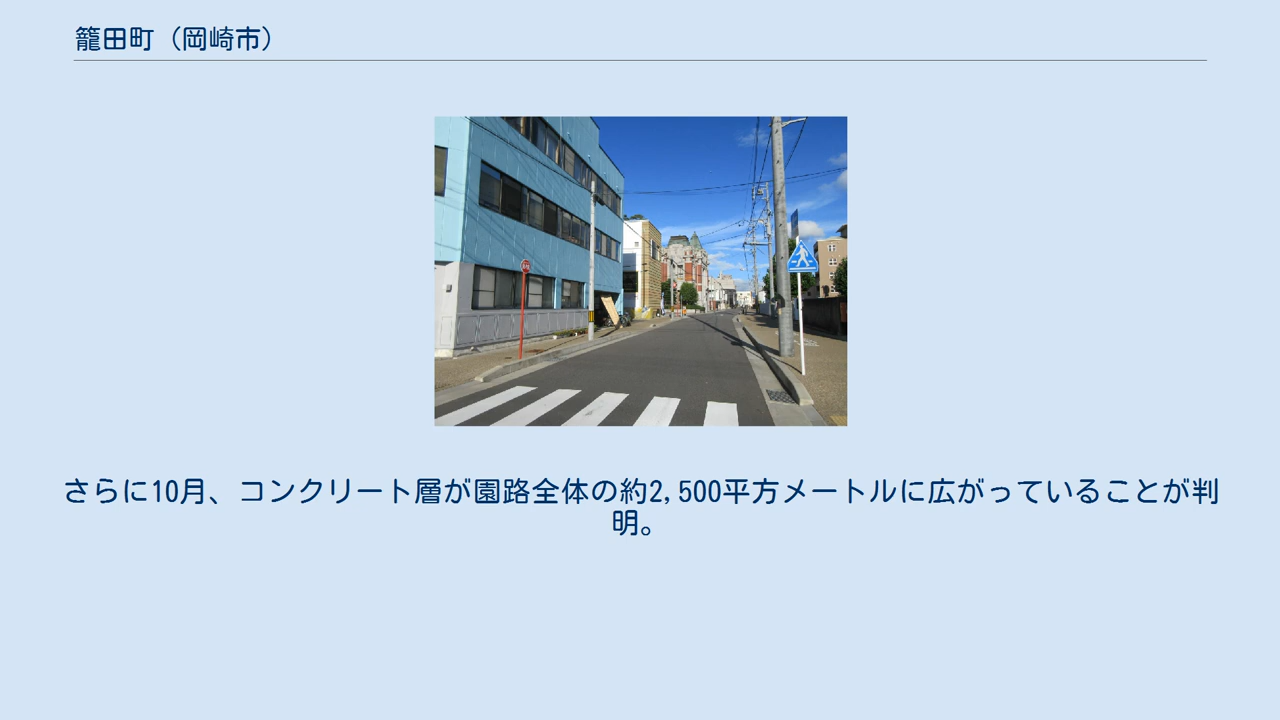 籠田町（岡崎市）
さらに10月、コンクリート層が園路全体の約2,500平方メートルに広がっていることが判
明。